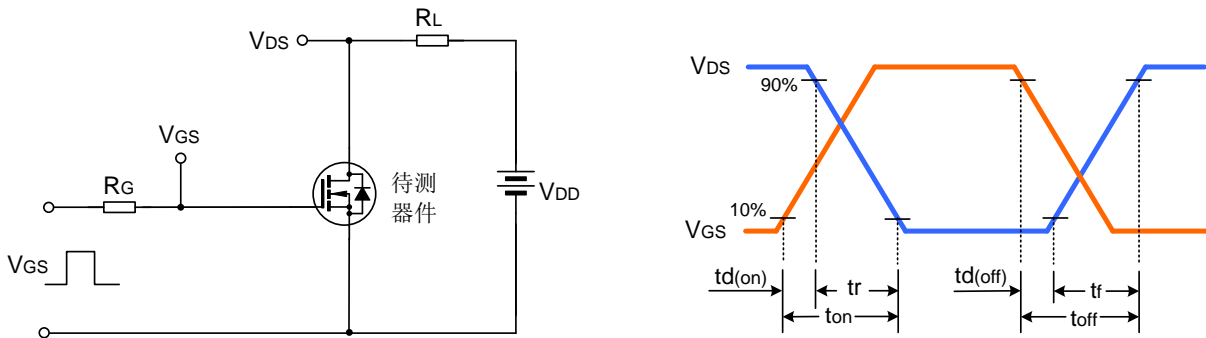 VDS
RL
VGS
RG
待测
器件
VDD
VGS
VDS
90%
10%
VGS
td(on)
tr
td(off)
tf
ton
toff